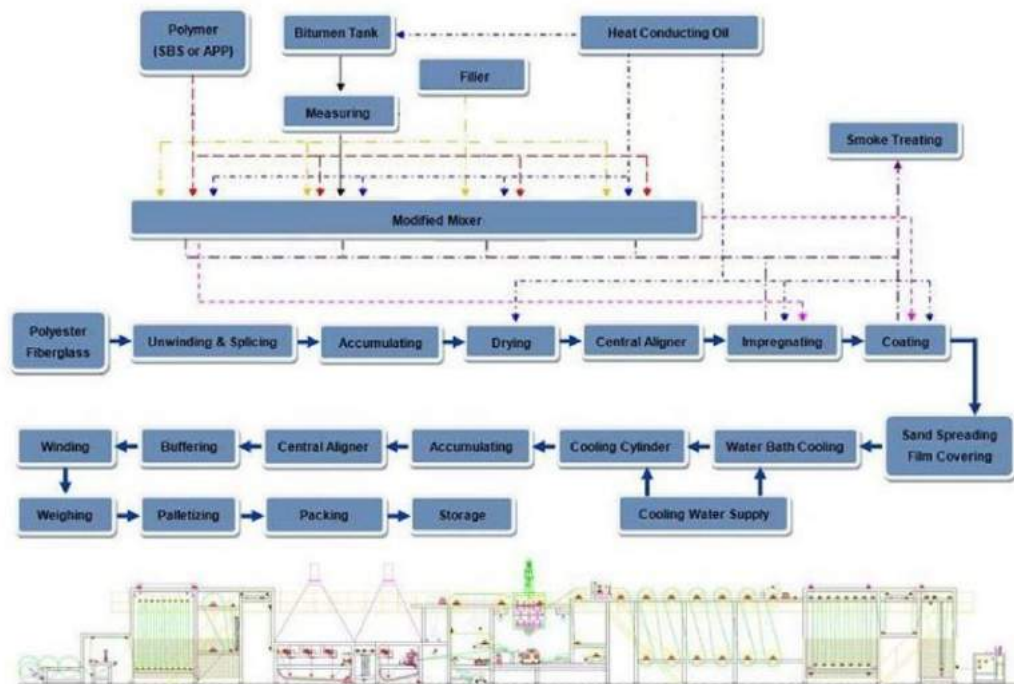 Polymer
(SBS or APP)
Bitumen Tank
Heat Conducting Oil
Filler
Measuring
Smoke Treating
Modified Mixer
Polyester
Fiberglass
Unwinding & Splicing
Accumulating
Drying
Central Aligner
Impregnating
Coating
Winding
Buffering
Central Aligner
Accumulating
Cooling Cylinder
Water Bath Cooling
Sand Spreading
Film Covering
Weighing
Palletizing
Packing
Storage
Cooling Water Supply